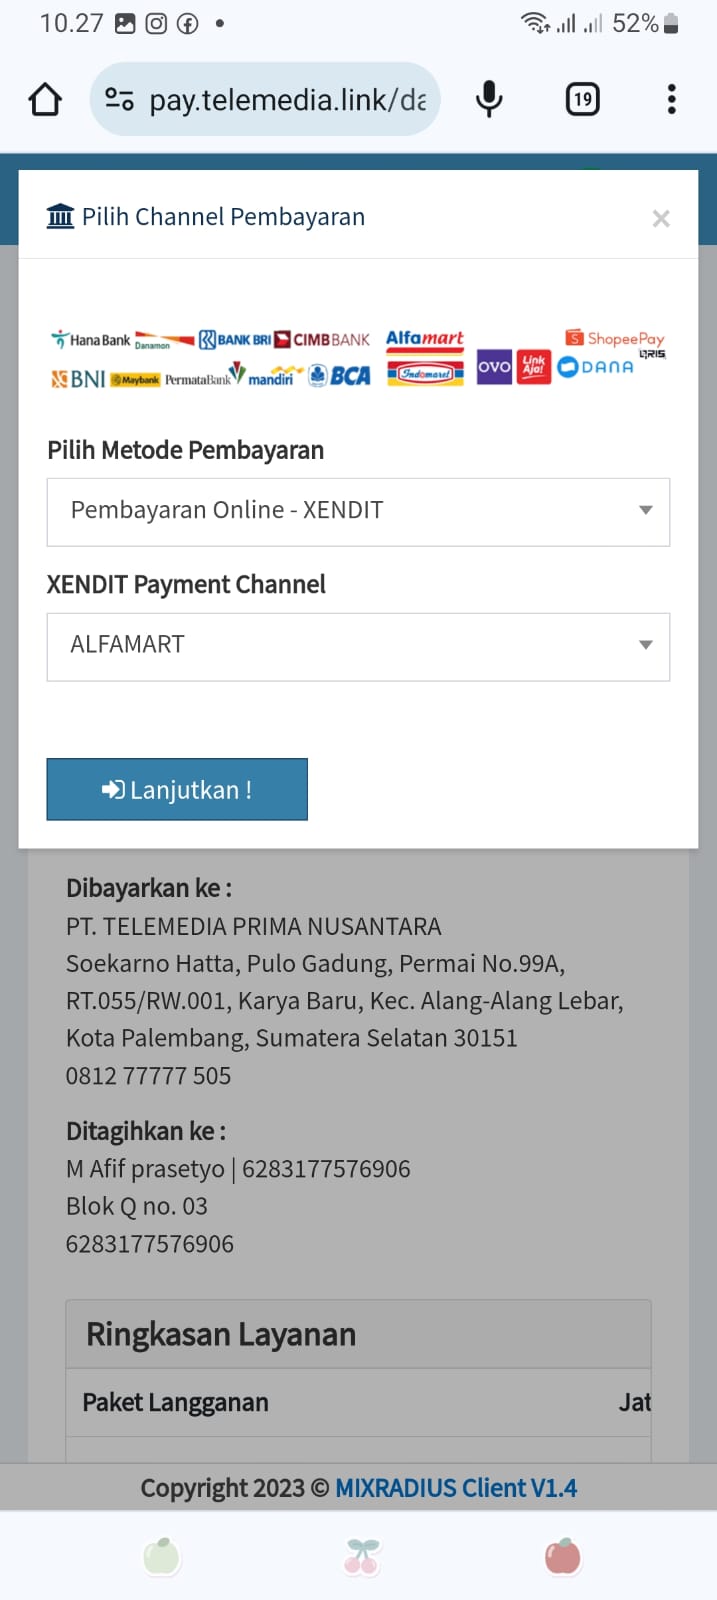 10.27
52%
pay.telemedia.link/da
19
Pilih Channel Pembayaran
×
Hana Bank Danamon BANK BRI CIMB BANK Alfamart ShopeePay
QRIS
BNI Maybank PermataBank mandiri BCA Indomaret OVO Link Aja! DANA
Pilih Metode Pembayaran
Pembayaran Online - XENDIT
XENDIT Payment Channel
ALFAMART
Lanjutkan !
Dibayarkan ke :
PT. TELEMEDIA PRIMA NUSANTARA
Soekarno Hatta, Pulo Gadung, Permai No.99A,
RT.055/RW.001, Karya Baru, Kec. Alang-Alang Lebar,
Kota Palembang, Sumatera Selatan 30151
0812 77777 505
Ditagihkan ke :
M Afif prasetyo | 6283177576906
Blok Q no. 03
6283177576906
Ringkasan Layanan
Paket Langganan Jat
Copyright 2023 © MIXRADIUS Client V1.4